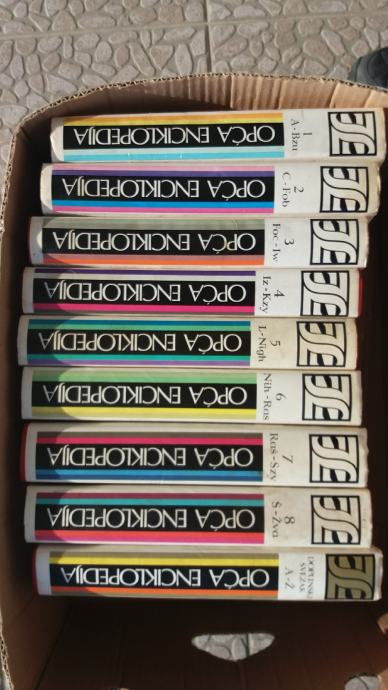 1
A-Bzu
OPĆA ENCIKLOPEDIJA
2
C-Fob
OPĆA ENCIKLOPEDIJA
3
Foc-Iw
OPĆA ENCIKLOPEDIJA
4
Iz-Kzy
OPĆA ENCIKLOPEDIJA
5
L-Nigh
OPĆA ENCIKLOPEDIJA
6
Nih-Ras
OPĆA ENCIKLOPEDIJA
7
Raš-Szy
OPĆA ENCIKLOPEDIJA
8
Š-Žva
OPĆA ENCIKLOPEDIJA
DOPUNSKI
SVEZAK
A-Ž
OPĆA ENCIKLOPEDIJA